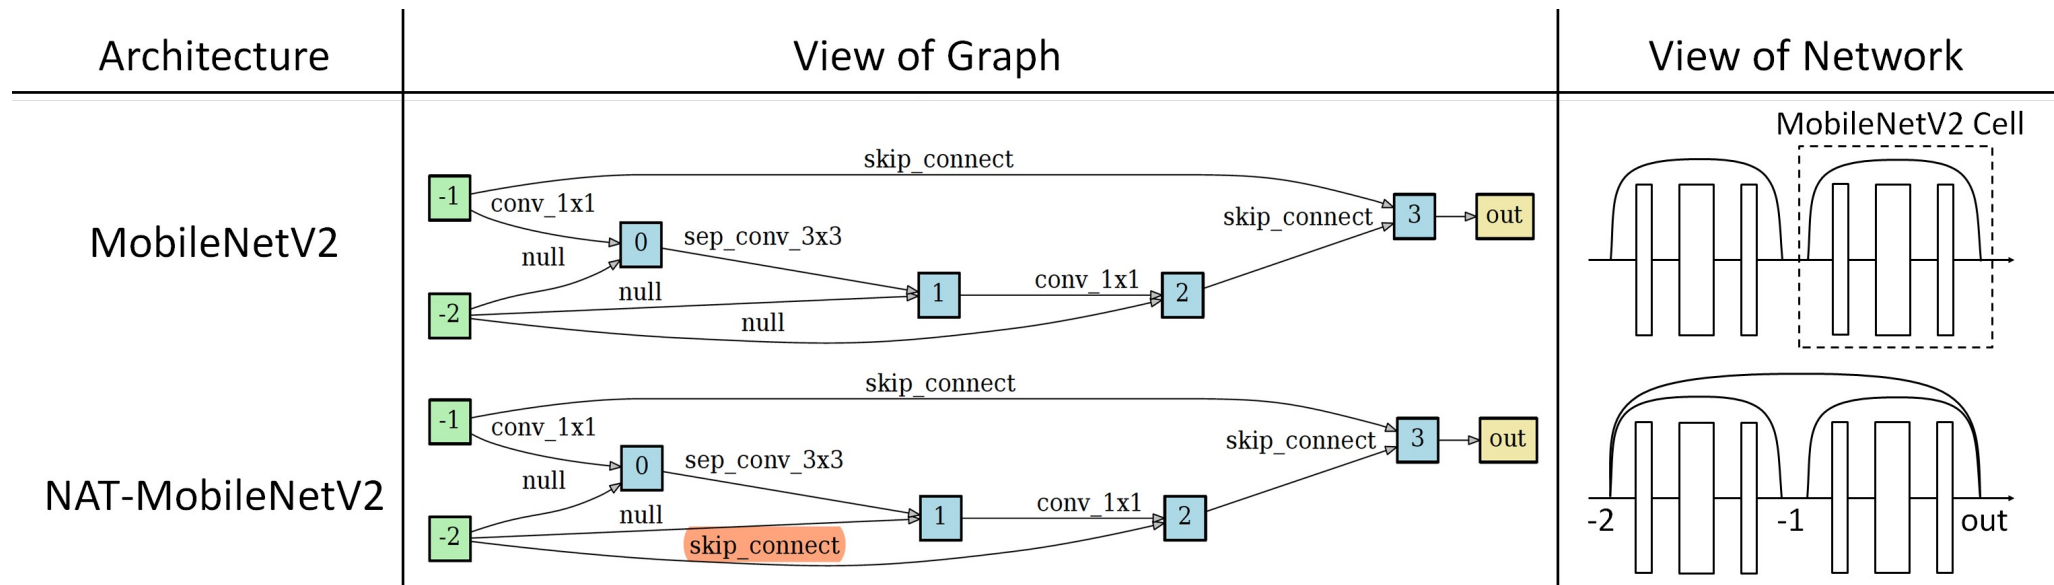 Architecture
View of Graph
View of Network
MobileNetV2
-1
-2
skip_connect
conv_1x1
null
0
sep_conv_3x3
null
1
null
conv_1x1
2
skip_connect
3
out
MobileNetV2 Cell
NAT-MobileNetV2
-1
-2
skip_connect
conv_1x1
null
0
sep_conv_3x3
null
1
skip_connect
conv_1x1
2
skip_connect
3
out
-2
-1
out